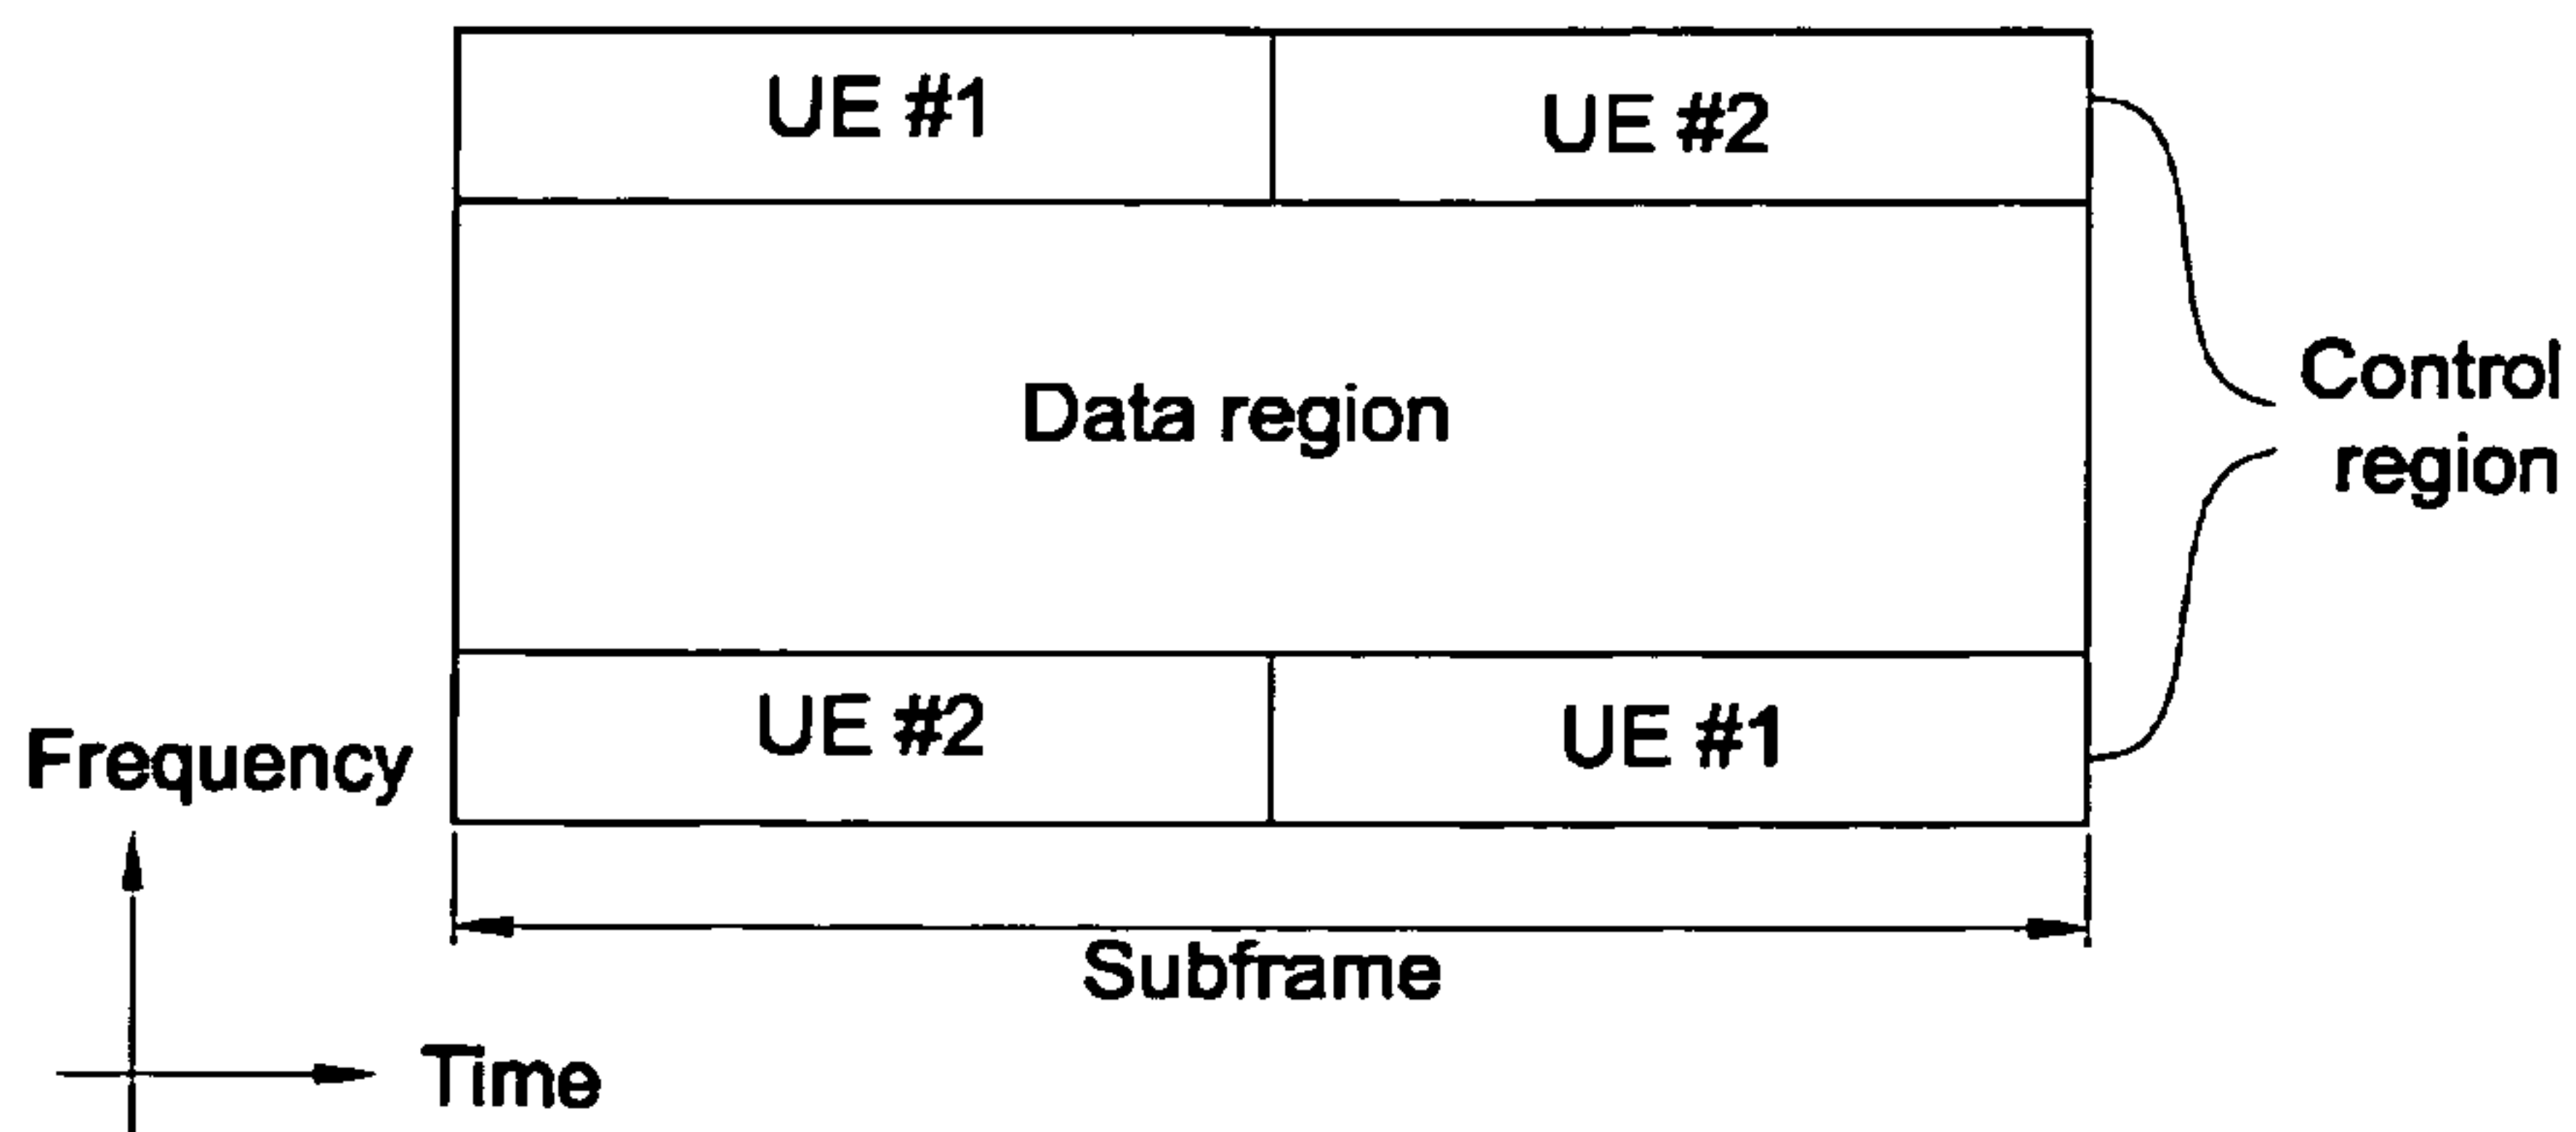 UE #1
UE #2
Data region
Control
region
UE #2
UE #1
Frequency
Subframe
Time